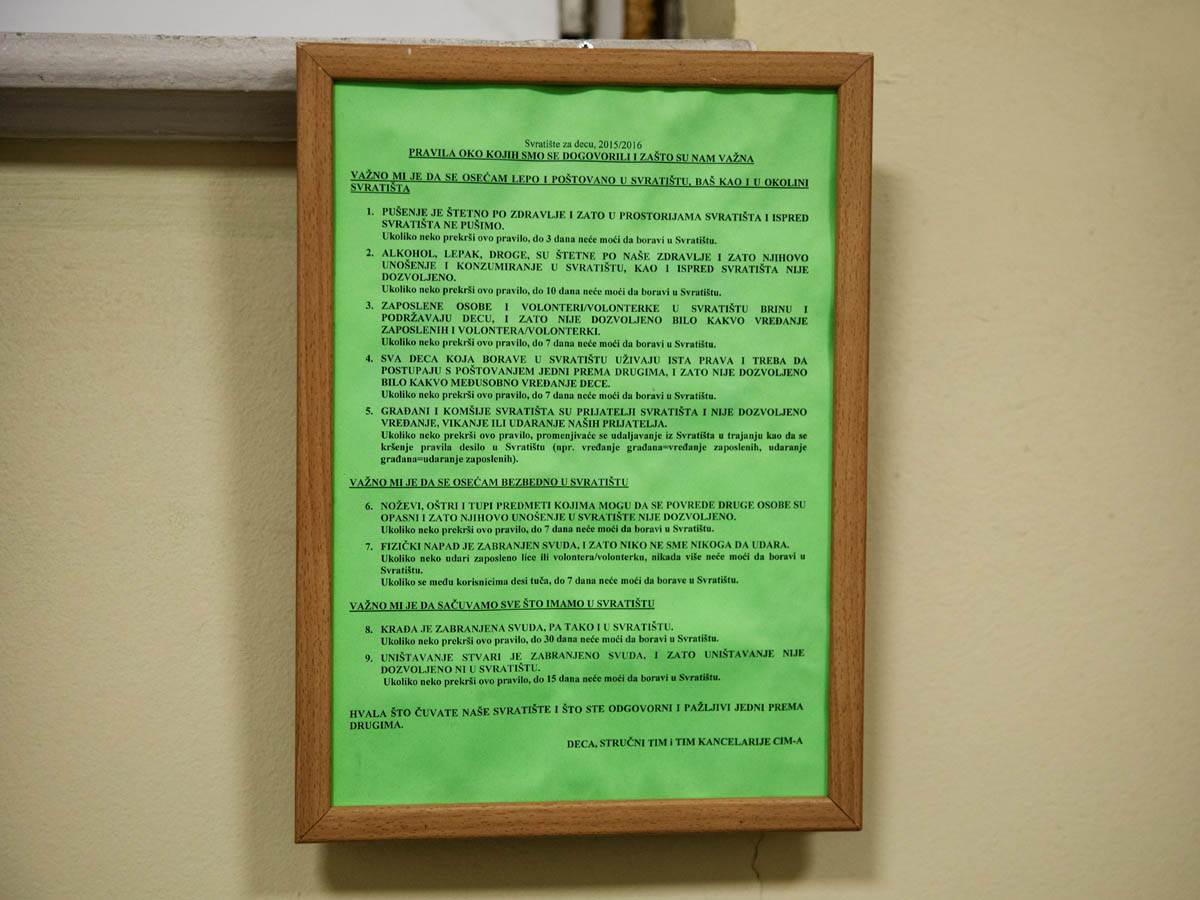 Svratište za decu, 2015/2016
PRAVILA OKO KOJIH SMO SE DOGOVORILI I ZAŠTO SU NAM VAŽNA
VAŽNO MI JE DA SE OSEĆAM LEPO I POŠTOVANO U SVRATIŠTU, BAŠ KAO I U OKOLINI
SVRATIŠTA
1. PUŠENJE JE ŠTETNO PO ZDRAVLJE I ZATO U PROSTORIJAMA SVRATIŠTA I ISPRED
SVRATIŠTA NE PUŠIMO.
Ukoliko neko prekrši ovo pravilo, do 3 dana neće moći da boravi u Svratištu.
2. ALKOHOL, LEPAK, DROGE, SU ŠTETNE PO NAŠE ZDRAVLJE I ZATO NJIHOVO
UNOŠENJE I KONZUMIRANJE U SVRATIŠTU, KAO I ISPRED SVRATIŠTA NIJE
DOZVOLJENO.
Ukoliko neko prekrši ovo pravilo, do 10 dana neće moći da boravi u Svratištu.
3. ZAPOSLENE OSOBE I VOLONTERI/VOLONTERKE U SVRATIŠTU BRINU I
PODRŽAVAJU DECU, I ZATO NIJE DOZVOLJENO BILO KAKVO VREĐANJE
ZAPOSLENIH I VOLONTERA/VOLONTERKI.
Ukoliko neko prekrši ovo pravilo, do 7 dana neće moći da boravi u Svratištu.
4. SVA DECA KOJA BORAVE U SVRATIŠTU UŽIVAJU ISTA PRAVA I TREBA DA
POSTUPAJU S POŠTOVANJEM JEDNI PREMA DRUGIMA, I ZATO NIJE DOZVOLJENO
BILO KAKVO MEĐUSOBNO VREĐANJE DECE.
Ukoliko neko prekrši ovo pravilo, do 7 dana neće moći da boravi u Svratištu.
5. GRAĐANI I KOMŠIJE SVRATIŠTA SU PRIJATELJI SVRATIŠTA I NIJE DOZVOLJENO
VREĐANJE, VIKANJE ILI UDARANJE NAŠIH PRIJATELJA.
Ukoliko neko prekrši ovo pravilo, promenjivaće se udaljavanje iz Svratišta u trajanju kao da se
kršenje pravila desilo u Svratištu (npr. vređanje građana=vređanje zaposlenih, udaranje
građana=udaranje zaposlenih).
VAŽNO MI JE DA SE OSEĆAM BEZBEDNO U SVRATIŠTU
6. NOŽEVI, OŠTRI I TUPI PREDMETI KOJIMA MOGU DA SE POVREDE DRUGE OSOBE SU
OPASNI I ZATO NJIHOVO UNOŠENJE U SVRATIŠTE NIJE DOZVOLJENO.
Ukoliko neko prekrši ovo pravilo, do 7 dana neće moći da boravi u Svratištu.
7. FIZIČKI NAPAD JE ZABRANJEN SVUDA, I ZATO NIKO NE SME NIKOGA DA UDARA.
Ukoliko neko udari zaposleno lice ili volontera/volonterku, nikada više neće moći da boravi u
Svratištu.
Ukoliko se među korisnicima desi tuča, do 7 dana neće moći da borave u Svratištu.
VAŽNO MI JE DA SAČUVAMO SVE ŠTO IMAMO U SVRATIŠTU
8. KRAĐA JE ZABRANJENA SVUDA, PA TAKO I U SVRATIŠTU.
Ukoliko neko prekrši ovo pravilo, do 30 dana neće moći da boravi u Svratištu.
9. UNIŠTAVANJE STVARI JE ZABRANJENO SVUDA, I ZATO UNIŠTAVANJE NIJE
DOZVOLJENO NI U SVRATIŠTU.
Ukoliko neko prekrši ovo pravilo, do 15 dana neće moći da boravi u Svratištu.
HVALA ŠTO ČUVATE NAŠE SVRATIŠTE I ŠTO STE ODGOVORNI I PAŽLJIVI JEDNI PREMA
DRUGIMA.
DECA, STRUČNI TIM i TIM KANCELARIJE CIM-A